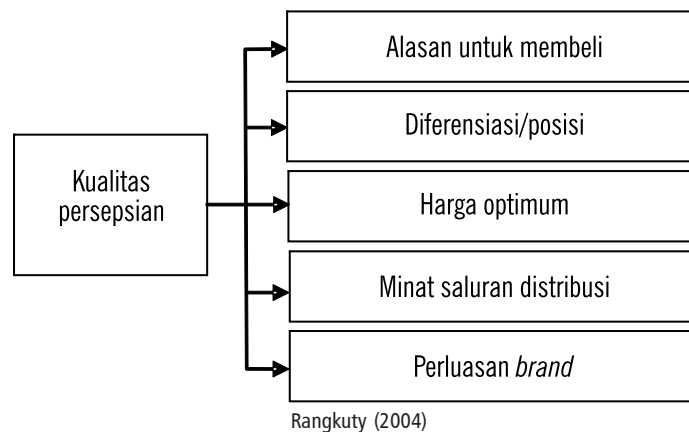 Alasan untuk membeli
Diferensiasi/posisi
Kualitas
persepsian
Harga optimum
Minat saluran distribusi
Perluasan brand
Rangkuty (2004)